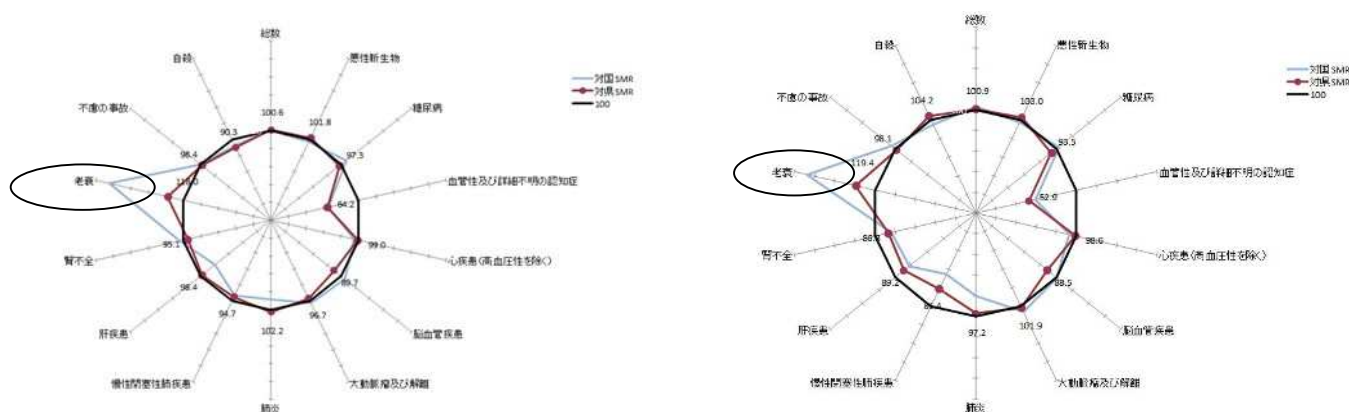 総数
悪性新生物
糖尿病
血管性及び詳細不明の認知症
心疾患(高血圧性を除く)
脳血管疾患
大動脈瘤及び解離
肺炎
慢性閉塞性肺疾患
肝疾患
腎不全
老衰
不慮の事故
自殺
100.6
101.8
97.3
64.2
99.0
89.7
96.7
102.2
94.7
98.4
95.1
98.4
90.3
対国SMR
対県SMR
100
総数
悪性新生物
糖尿病
血管性及び詳細不明の認知症
心疾患(高血圧性を除く)
脳血管疾患
大動脈瘤及び解離
肺炎
慢性閉塞性肺疾患
肝疾患
腎不全
老衰
不慮の事故
自殺
100.9
103.0
93.5
52.9
98.6
88.5
101.9
97.2
89.2
119.4
98.1
104.2
対国SMR
対県SMR
100